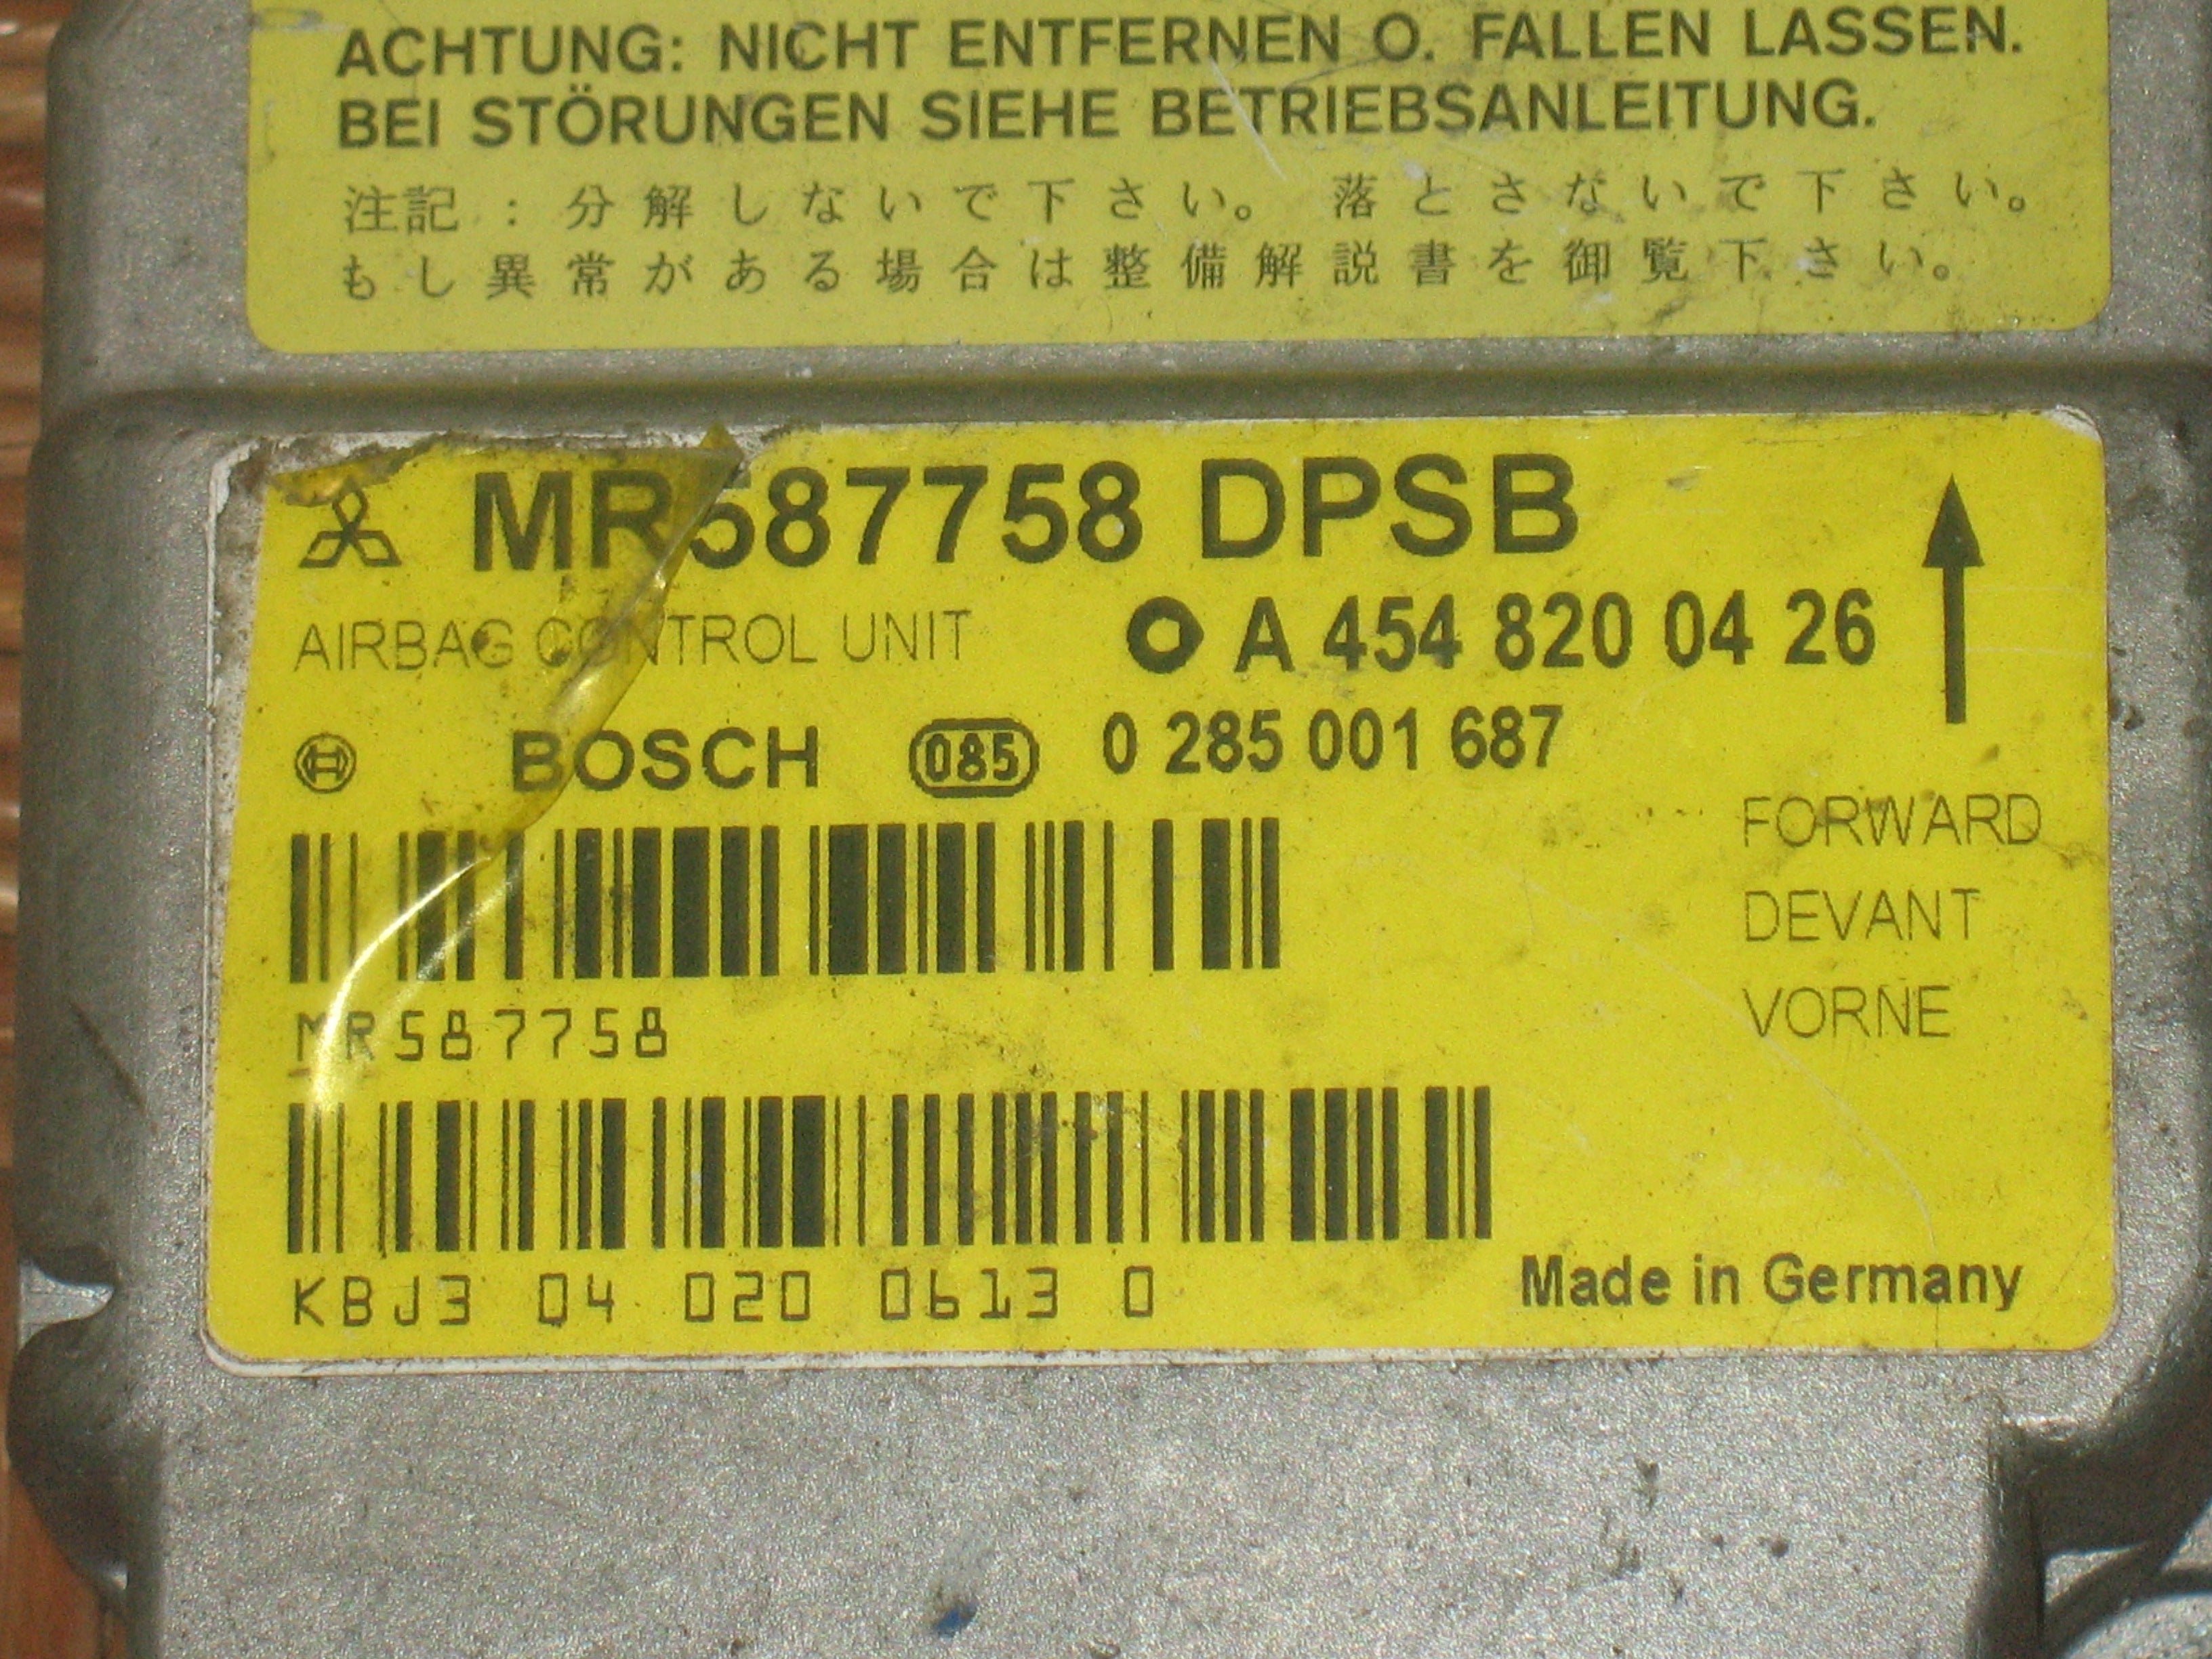 ACHTUNG: NICHT ENTFERNEN O. FALLEN LASSEN.
BEI STÖRUNGEN SIEHE BETRIEBSANLEITUNG.
注記：分解しないで下さい。落とさないで下さい。
もし異常がある場合は整備解説書を御覧下さい。
MR587758 DPSB
AIRBAG CONTROL UNIT A 454 820 04 26
BOSCH 085 0 285 001 687
FORWARD
DEVANT
VORNE
MR587758
KBJ3 04 020 0613 0
Made in Germany